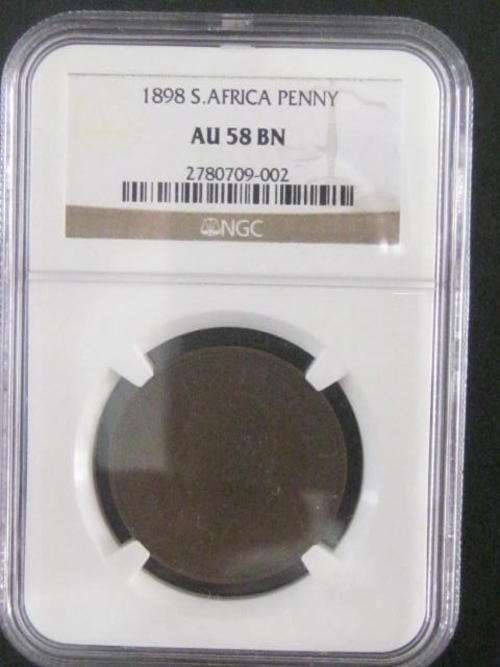 1898 S.AFRICA PENNY
AU 58 BN
2780709-002
NGC